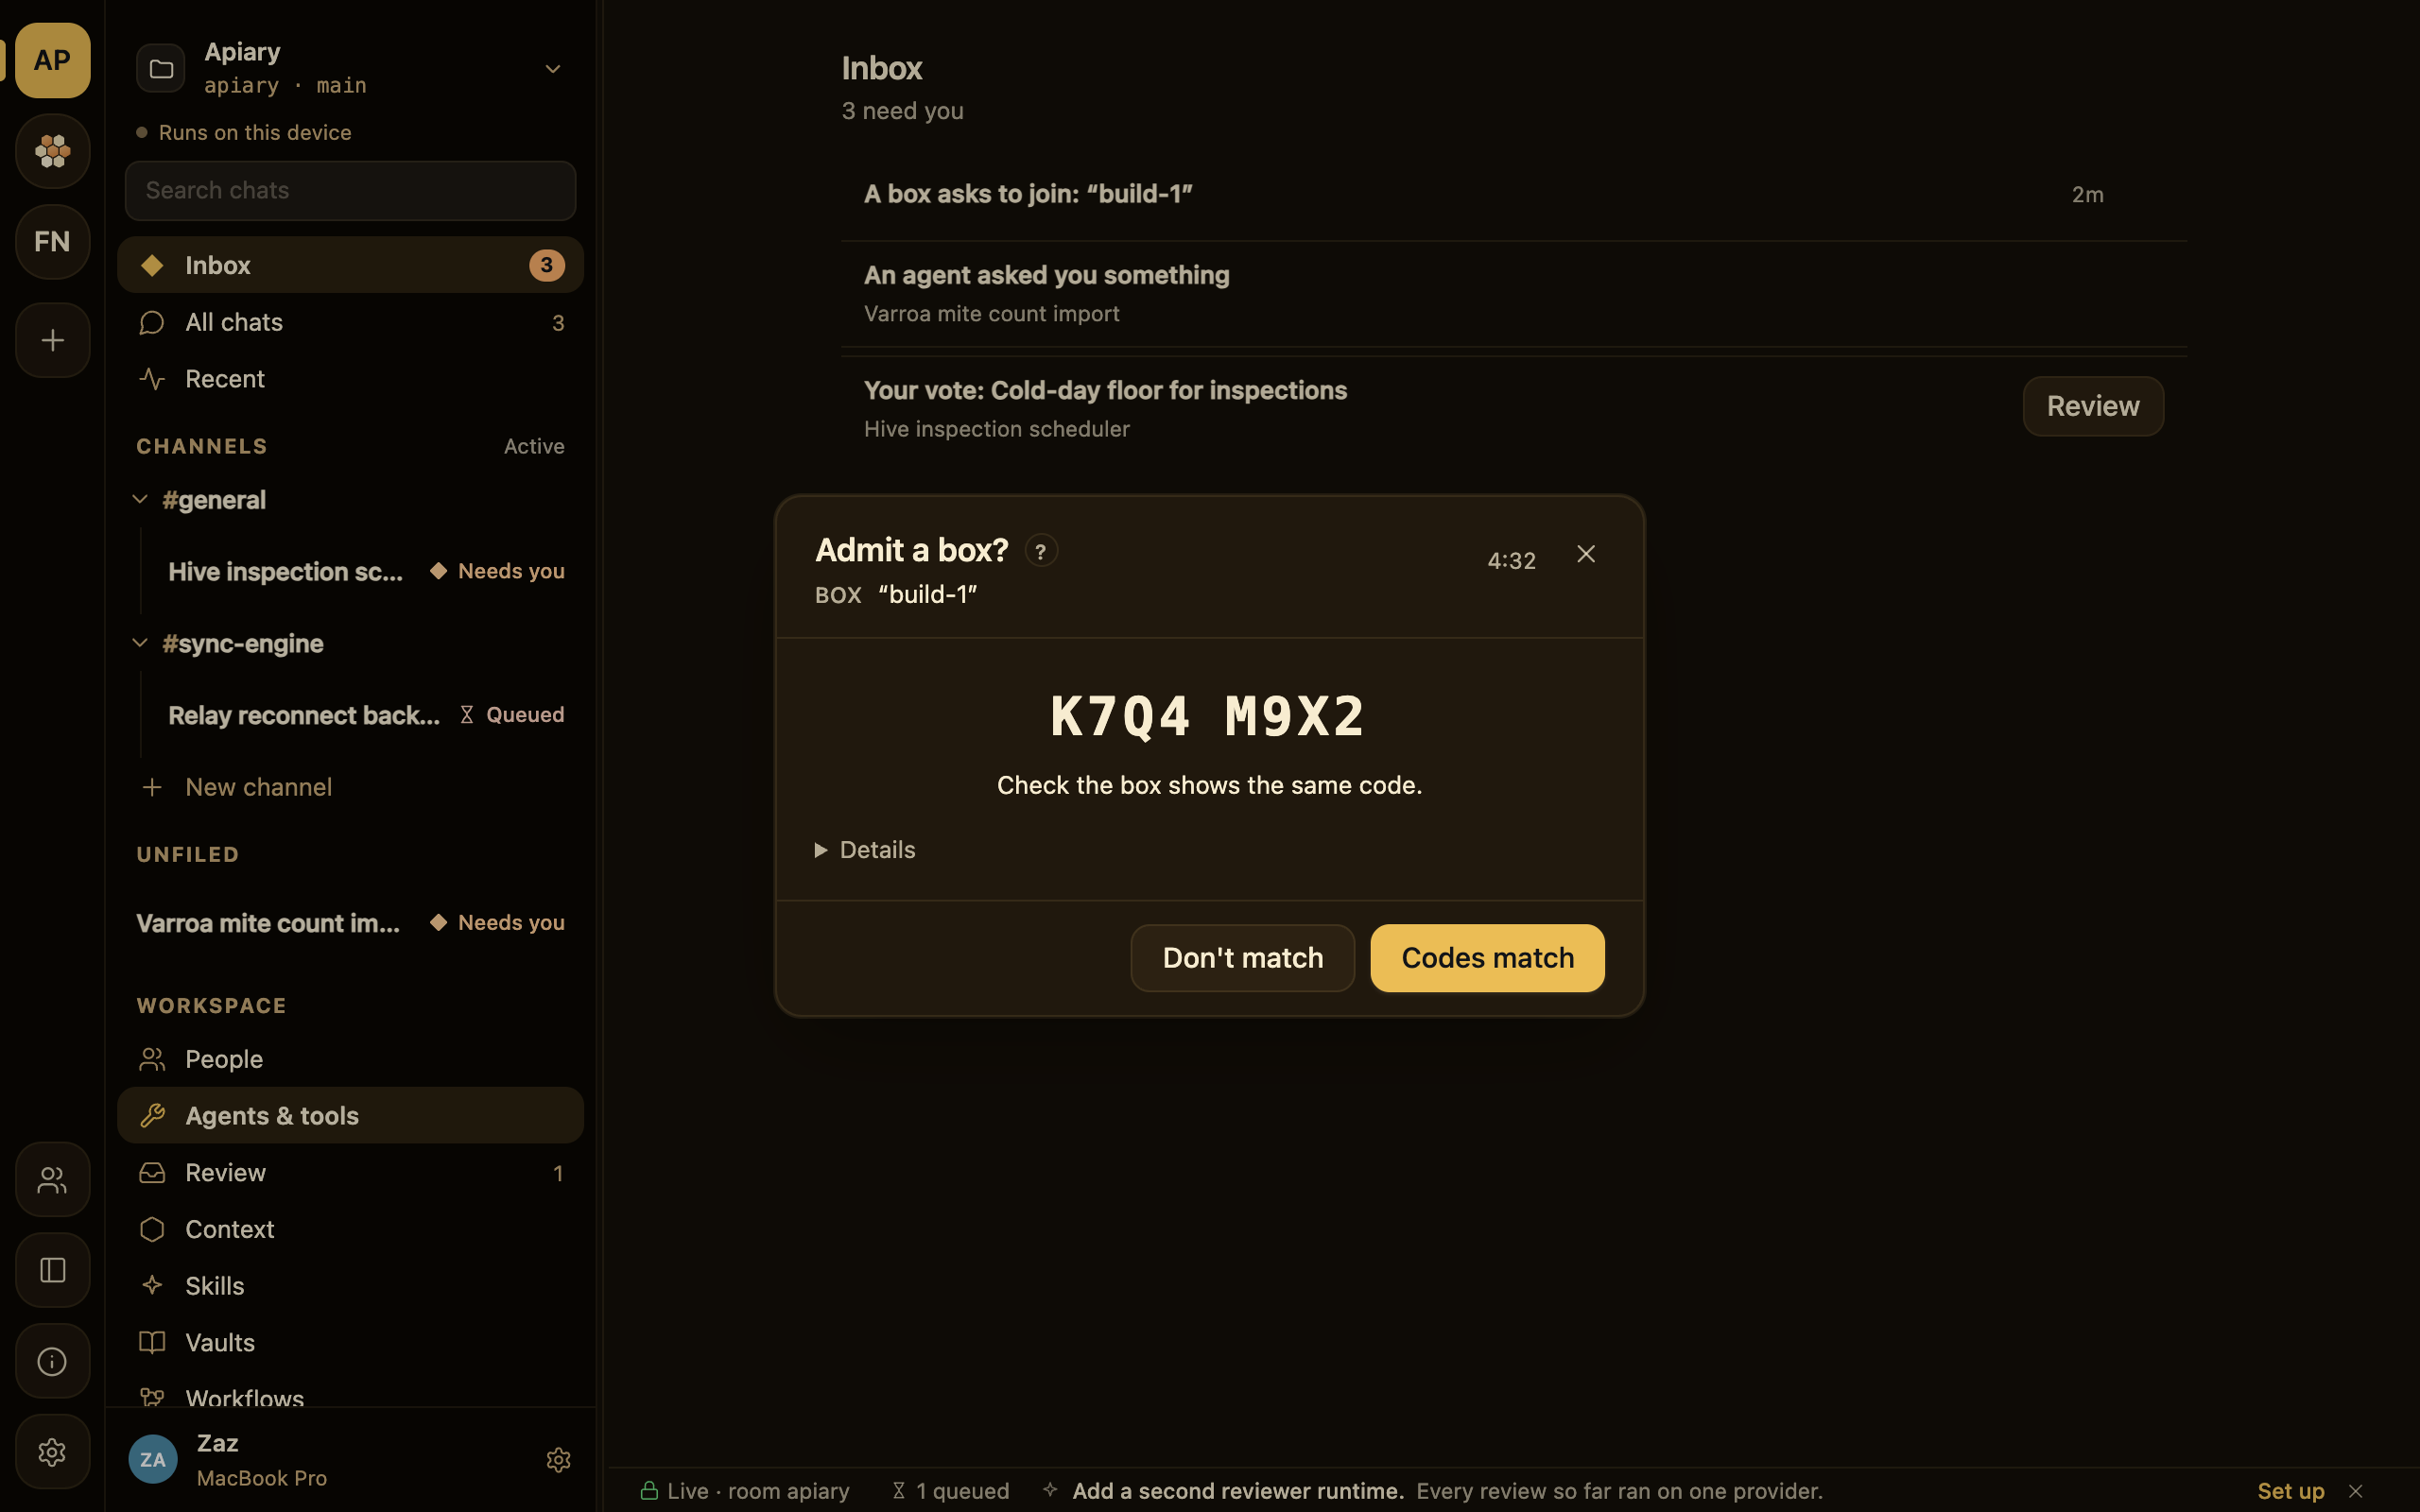 AP
FN
Apiary
apiary · main
Runs on this device
Search chats
Inbox 3
All chats 3
Recent
CHANNELS Active
#general
Hive inspection sc... Needs you
#sync-engine
Relay reconnect back... Queued
New channel
UNFILED
Varroa mite count im... Needs you
WORKSPACE
People
Agents & tools
Review 1
Context
Skills
Vaults
Workflows
ZA
Zaz
MacBook Pro
Inbox
3 need you
A box asks to join: “build-1” 2m
An agent asked you something
Varroa mite count import
Your vote: Cold-day floor for inspections
Hive inspection scheduler
Review
Admit a box? ? 4:32
BOX “build-1”
K7Q4 M9X2
Check the box shows the same code.
Details
Don't match Codes match
Live · room apiary 1 queued Add a second reviewer runtime. Every review so far ran on one provider. Set up